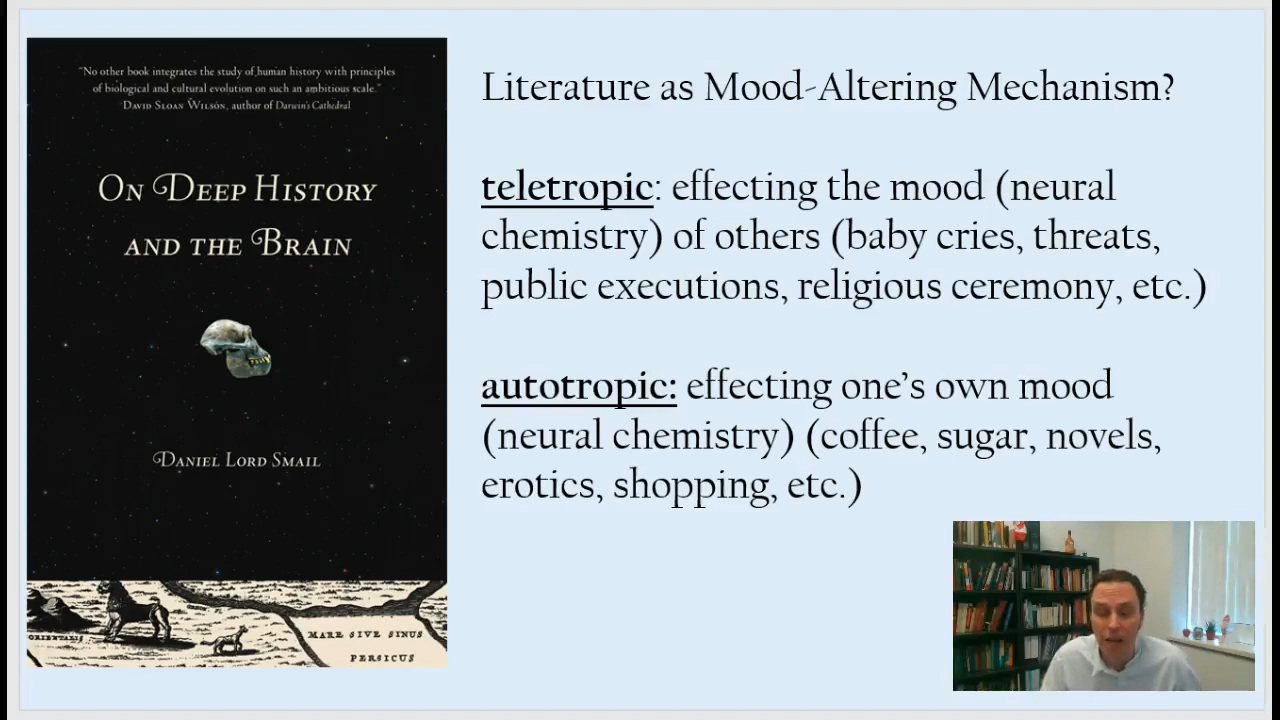 "No other book integrates the study of human history with principles
of biological and cultural evolution on such an ambitious scale."
David Sloan Wilson, author of Darwin's Cathedral
On Deep History
and the Brain
Daniel Lord Smail
ORIENTALIS
MARE SIVE SINUS
PERSICUS
Literature as Mood-Altering Mechanism?
teletropic: effecting the mood (neural
chemistry) of others (baby cries, threats,
public executions, religious ceremony, etc.)
autotropic: effecting one's own mood
(neural chemistry) (coffee, sugar, novels,
erotics, shopping, etc.)